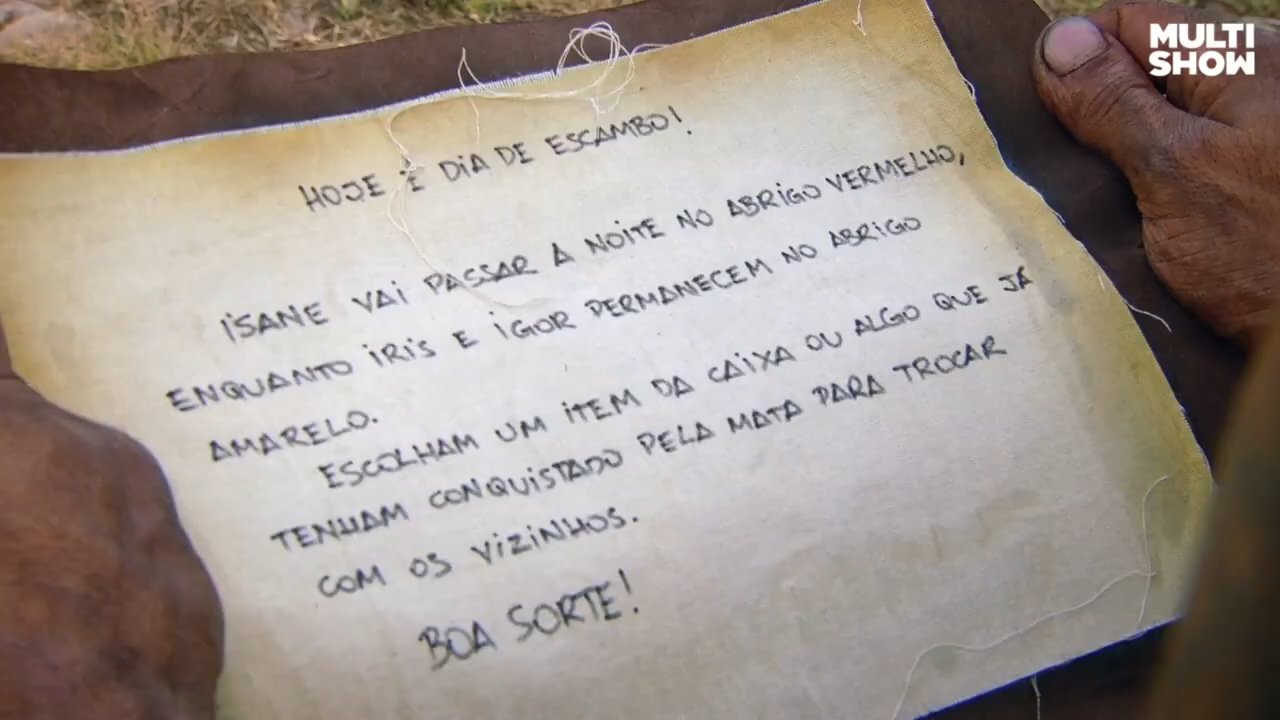 MULTI
SHOW
HOJE É DIA DE ESCAMBO!
ISANE VAI PASSAR A NOITE NO ABRIGO VERMELHO,
ENQUANTO IRIS E IGOR PERMANECEM NO ABRIGO
AMARELO.
ESCOLHAM UM ITEM DA CAIXA OU ALGO QUE JÁ
TENHAM CONQUISTADO PELA MATA PARA TROCAR
COM OS VIZINHOS.
BOA SORTE!